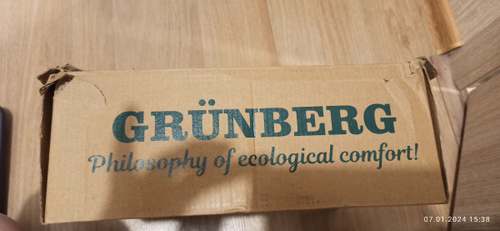 GRÜNBERG
Philosophy of ecological comfort!
07.01.2024 15:38